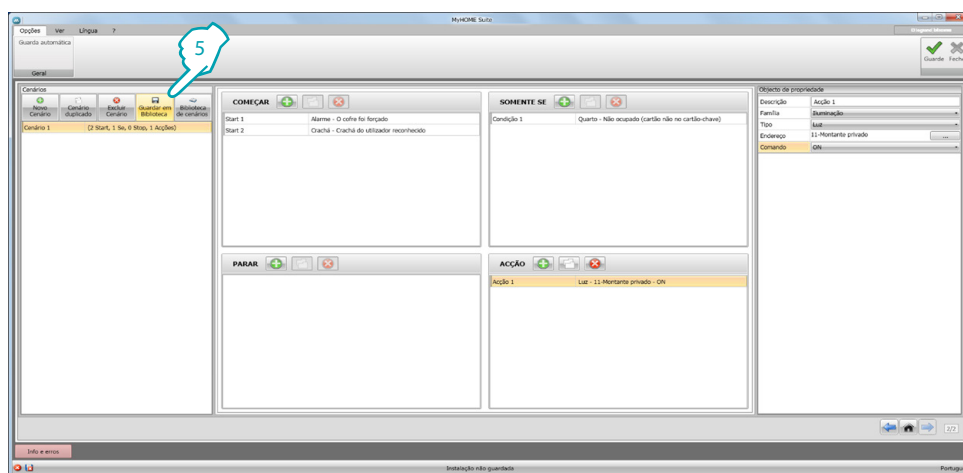 MyHOME Suite
Opções Ver Língua ?
Guarda automática
Geral
5
Guarde Feche
Cenários
Novo Cenário
Cenário duplicado
Excluir Cenário
Guardar em Biblioteca
Biblioteca de cenários
Cenário 1 (2 Start, 1 Se, 0 Stop, 1 Acções)
COMEÇAR
Start 1 Alarme - O cofre foi forçado
Start 2 Crachá - Crachá do utilizador reconhecido
SOMENTE SE
Condição 1 Quarto - Não ocupado (cartão não no cartão-chave)
PARAR
ACÇÃO
Acção 1 Luz - 11-Montante privado - ON
Objecto de propriedade
Descrição Acção 1
Família Iluminação
Tipo Luz
Endereço 11-Montante privado ...
Comando ON
2/2
Info e erros
Instalação não guardada
Portugu